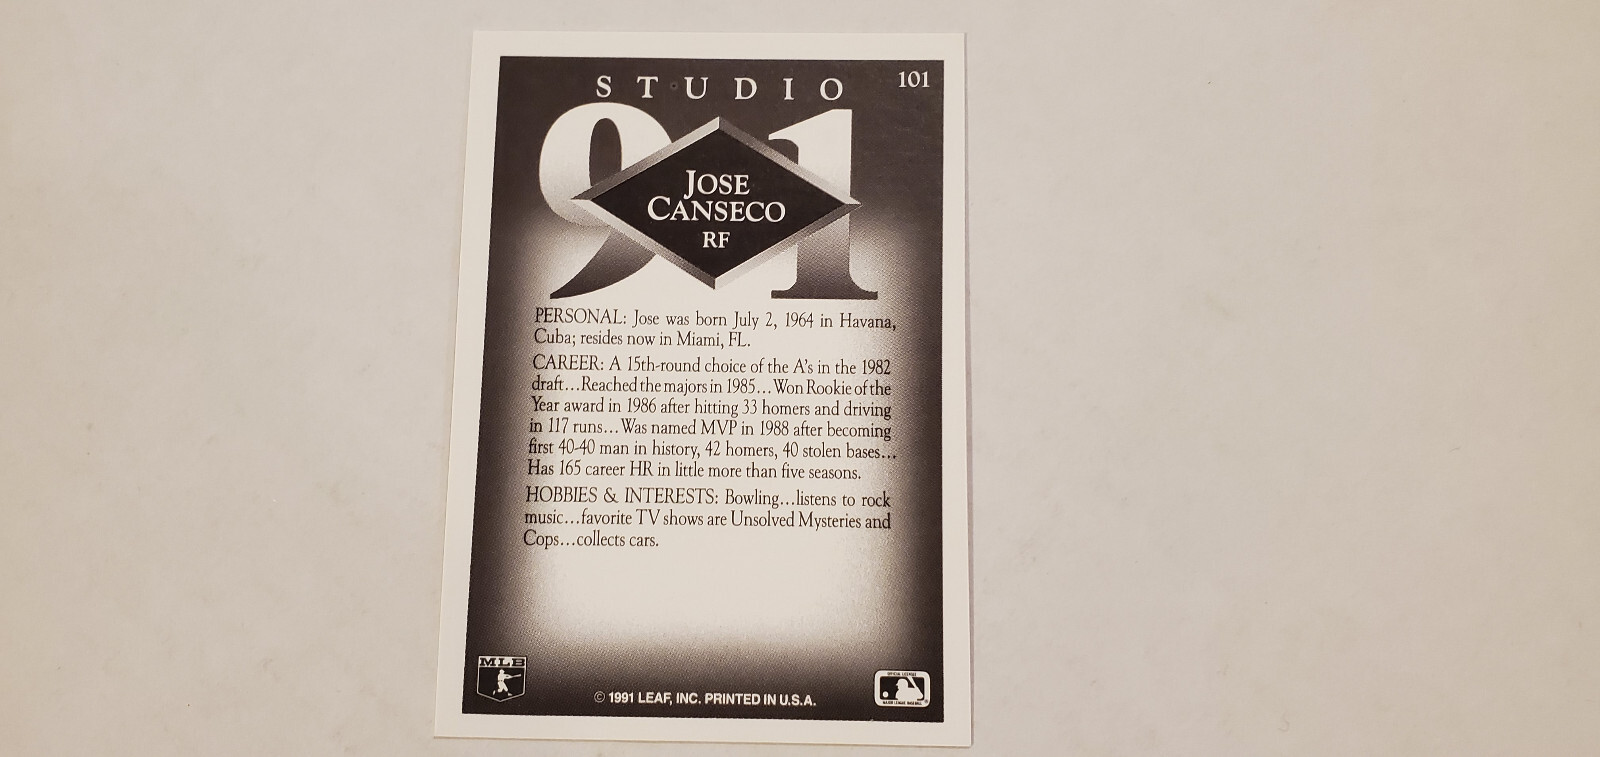 STUDIO
101
91
JOSE
CANSECO
RF
PERSONAL: Jose was born July 2, 1964 in Havana,
Cuba; resides now in Miami, FL.
CAREER: A 15th-round choice of the A's in the 1982
draft...Reached the majors in 1985...Won Rookie of the
Year award in 1986 after hitting 33 homers and driving
in 117 runs...Was named MVP in 1988 after becoming
first 40-40 man in history, 42 homers, 40 stolen bases...
Has 165 career HR in little more than five seasons.
HOBBIES & INTERESTS: Bowling...listens to rock
music...favorite TV shows are Unsolved Mysteries and
Cops...collects cars.
MLB
© 1991 LEAF, INC. PRINTED IN U.S.A.
OFFICIAL LICENSEE
MAJOR LEAGUE BASEBALL